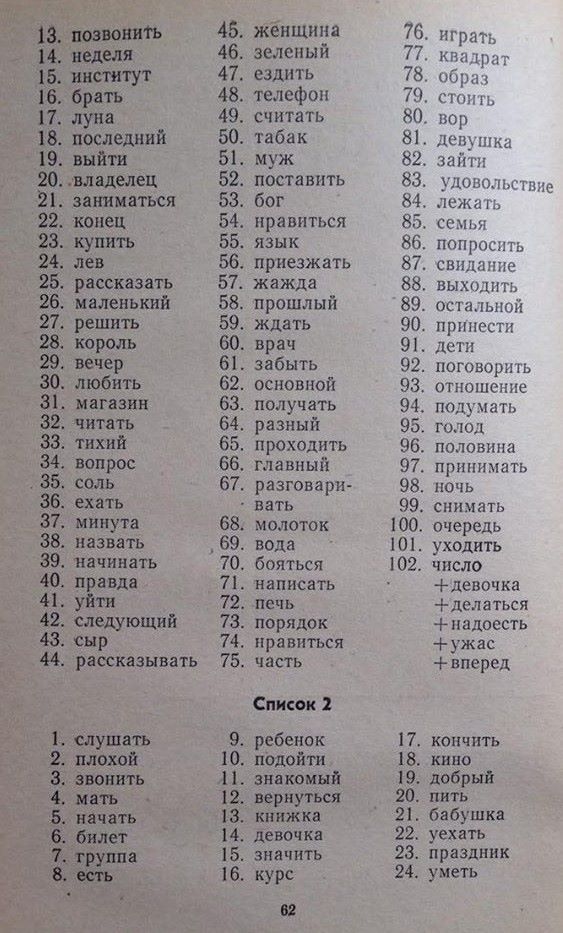 13. позвонить
14. неделя
15. институт
16. брать
17. луна
18. последний
19. выйти
20. владелец
21. заниматься
22. конец
23. купить
24. лев
25. рассказать
26. маленький
27. решить
28. король
29. вечер
30. любить
31. магазин
32. читать
33. тихий
34. вопрос
35. соль
36. ехать
37. минута
38. назвать
39. начинать
40. правда
41. уйти
42. следующий
43. сыр
44. рассказывать
45. женщина
46. зеленый
47. ездить
48. телефон
49. считать
50. табак
51. муж
52. поставить
53. бог
54. нравиться
55. язык
56. приезжать
57. жажда
58. прошлый
59. ждать
60. врач
61. забыть
62. основной
63. получать
64. разный
65. проходить
66. главный
67. разговари-
вать
68. молоток
69. вода
70. бояться
71. написать
72. печь
73. порядок
74. нравиться
75. часть
76. играть
77. квадрат
78. образ
79. стоить
80. вор
81. девушка
82. зайти
83. удовольствие
84. лежать
85. семья
86. попросить
87. свидание
88. выходить
89. остальной
90. принести
91. дети
92. поговорить
93. отношение
94. подумать
95. голод
96. половина
97. принимать
98. ночь
99. снимать
100. очередь
101. уходить
102. число
+девочка
+делаться
+надоесть
+ужас
+вперед
Список 2
1. слушать
2. плохой
3. звонить
4. мать
5. начать
6. билет
7. группа
8. есть
9. ребенок
10. подойти
11. знакомый
12. вернуться
13. книжка
14. девочка
15. значить
16. курс
17. кончить
18. кино
19. добрый
20. пить
21. бабушка
22. уехать
23. праздник
24. уметь
62